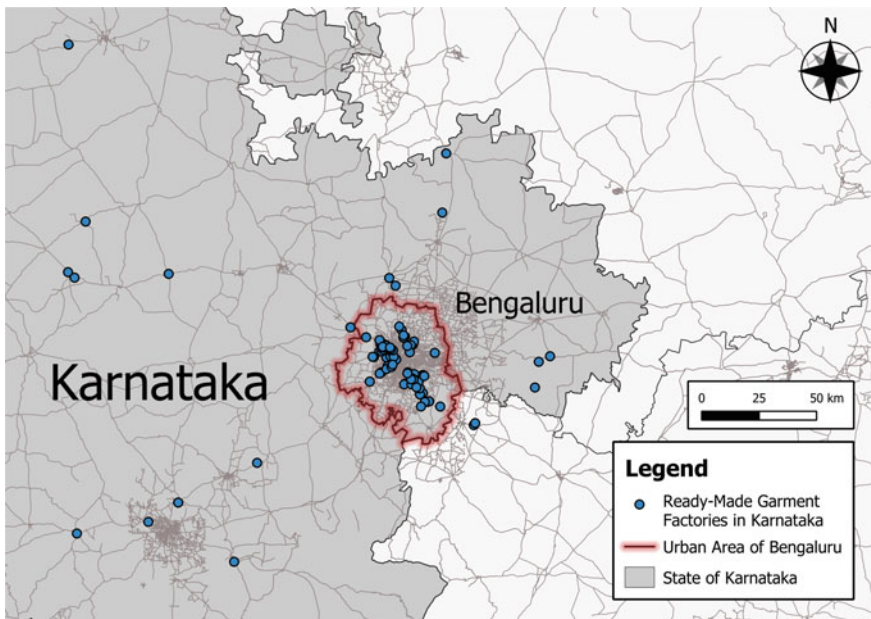 N
Bengaluru
Karnataka
0 25 50 km
Legend
Ready-Made Garment
Factories in Karnataka
Urban Area of Bengaluru
State of Karnataka